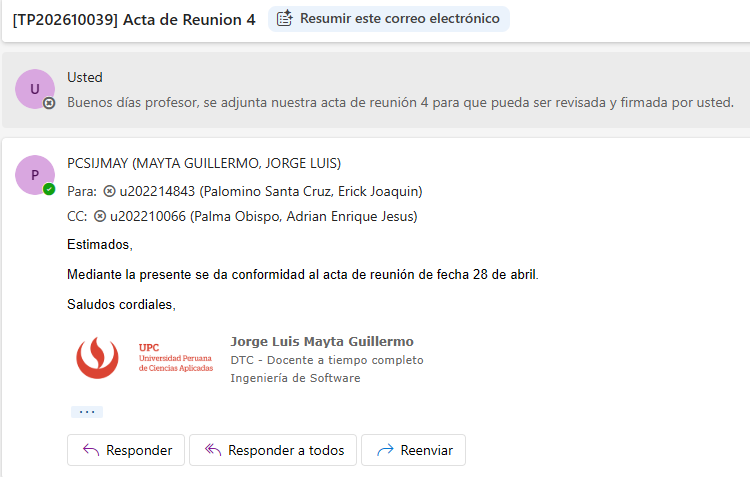 [TP202610039] Acta de Reunion 4
Resumir este correo electrónico
U
Usted
Buenos días profesor, se adjunta nuestra acta de reunión 4 para que pueda ser revisada y firmada por usted.
P
PCSIJMAY (MAYTA GUILLERMO, JORGE LUIS)
Para: u202214843 (Palomino Santa Cruz, Erick Joaquin)
CC: u202210066 (Palma Obispo, Adrian Enrique Jesus)
Estimados,
Mediante la presente se da conformidad al acta de reunión de fecha 28 de abril.
Saludos cordiales,
UPC
Universidad Peruana
de Ciencias Aplicadas
Jorge Luis Mayta Guillermo
DTC - Docente a tiempo completo
Ingeniería de Software
...
Responder
Responder a todos
Reenviar